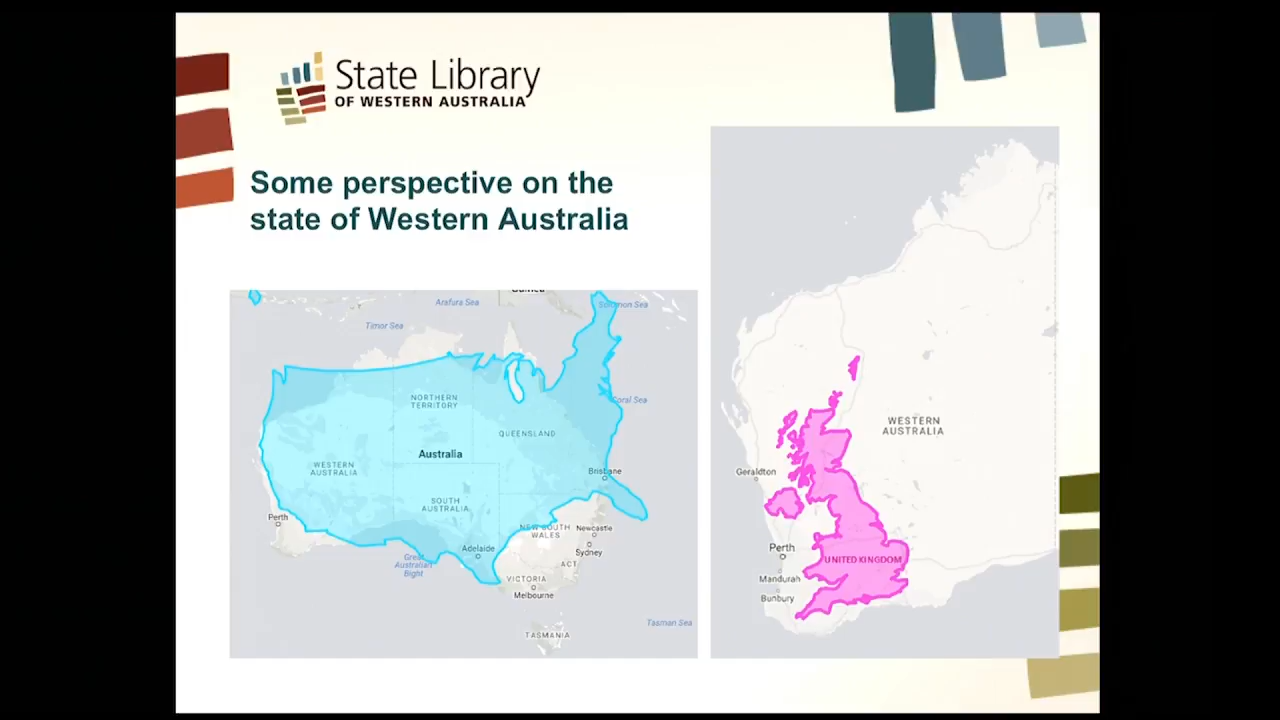 State Library
OF WESTERN AUSTRALIA
Some perspective on the
state of Western Australia
Arafura Sea
Solomon Sea
Timor Sea
NORTHERN
TERRITORY
Coral Sea
QUEENSLAND
Australia
WESTERN
AUSTRALIA
Brisbane
SOUTH
AUSTRALIA
Perth
NEW SOUTH
WALES
Newcastle
Adelaide
Sydney
Great
Australian
Bight
ACT
VICTORIA
Melbourne
Tasman Sea
TASMANIA
WESTERN
AUSTRALIA
Geraldton
Perth
UNITED KINGDOM
Mandurah
Bunbury